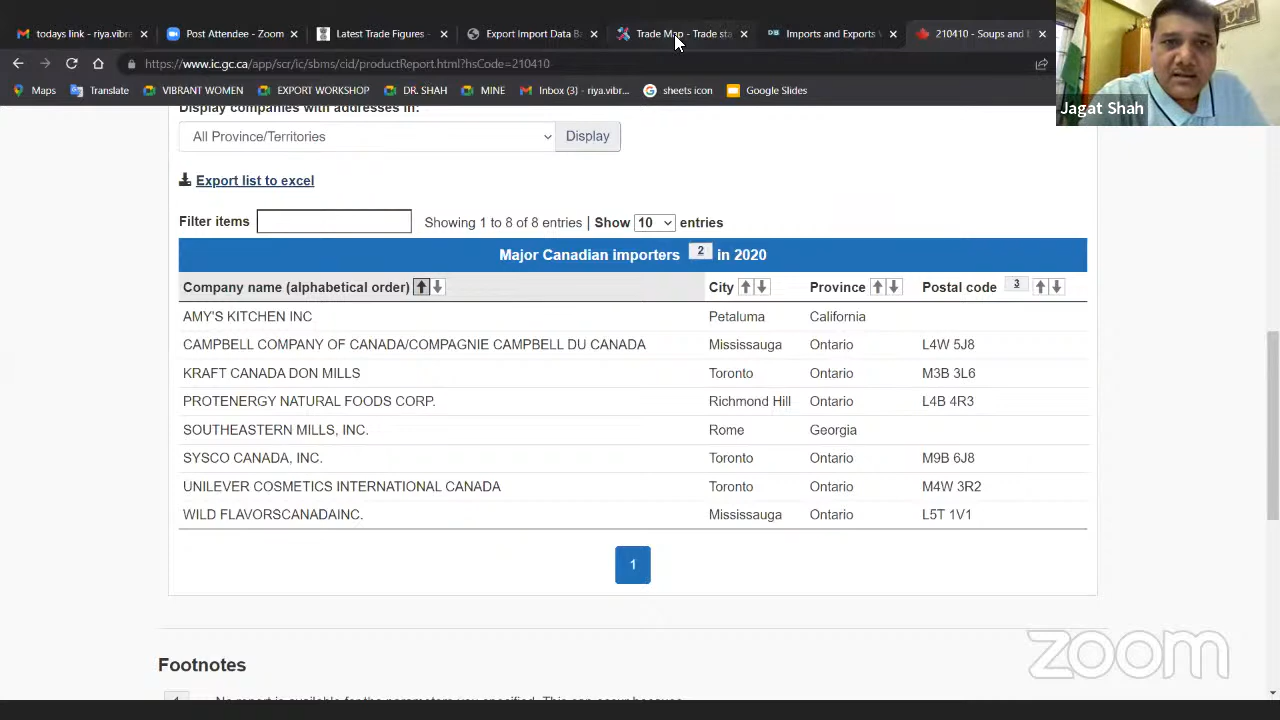 todays link - riya.vibra
Post Attendee - Zoom
Latest Trade Figures -
Export Import Data Ba
Trade Map - Trade sta
Imports and Exports V
210410 - Soups and
https://www.ic.gc.ca/app/scr/ic/sbms/cid/productReport.html?hsCode=210410
Maps
Translate
VIBRANT WOMEN
EXPORT WORKSHOP
DR. SHAH
MINE
Inbox (3) - riya.vibr...
sheets icon
Google Slides
Jagat Shah
Display companies with addresses in:
All Province/Territories
Display
Export list to excel
Filter items
Showing 1 to 8 of 8 entries | Show 10 entries
Major Canadian importers 2 in 2020
Company name (alphabetical order) City Province Postal code 3
AMY'S KITCHEN INC Petaluma California
CAMPBELL COMPANY OF CANADA/COMPAGNIE CAMPBELL DU CANADA Mississauga Ontario L4W 5J8
KRAFT CANADA DON MILLS Toronto Ontario M3B 3L6
PROTENERGY NATURAL FOODS CORP. Richmond Hill Ontario L4B 4R3
SOUTHEASTERN MILLS, INC. Rome Georgia
SYSCO CANADA, INC. Toronto Ontario M9B 6J8
UNILEVER COSMETICS INTERNATIONAL CANADA Toronto Ontario M4W 3R2
WILD FLAVORSCANADAINC. Mississauga Ontario L5T 1V1
1
zoom
Footnotes